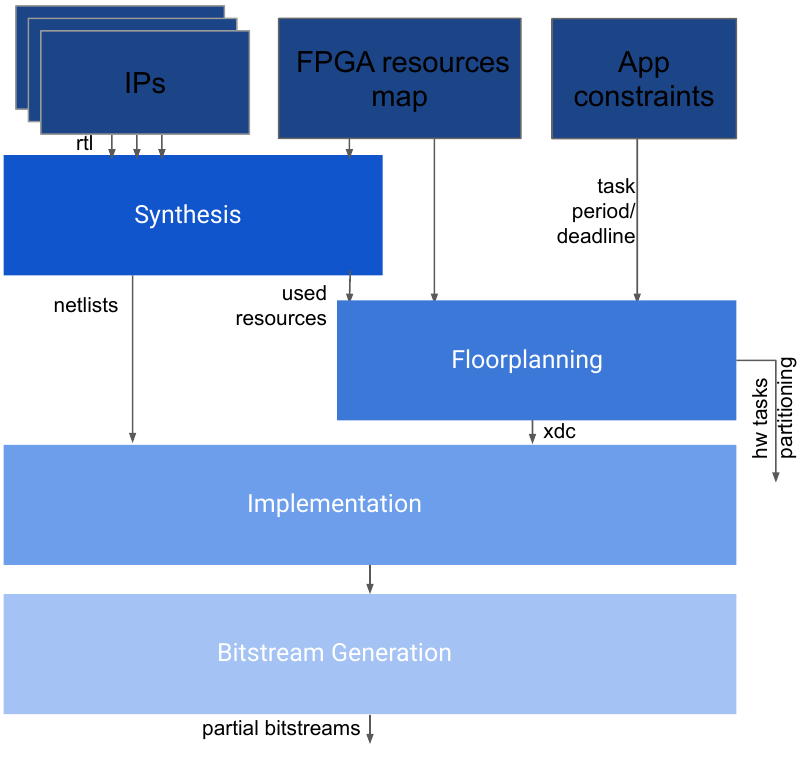 IPs
FPGA resources
map
App
constraints
rtl
Synthesis
task
period/
deadline
netlists
used
resources
Floorplanning
hw tasks
partitioning
xdc
Implementation
Bitstream Generation
partial bitstreams